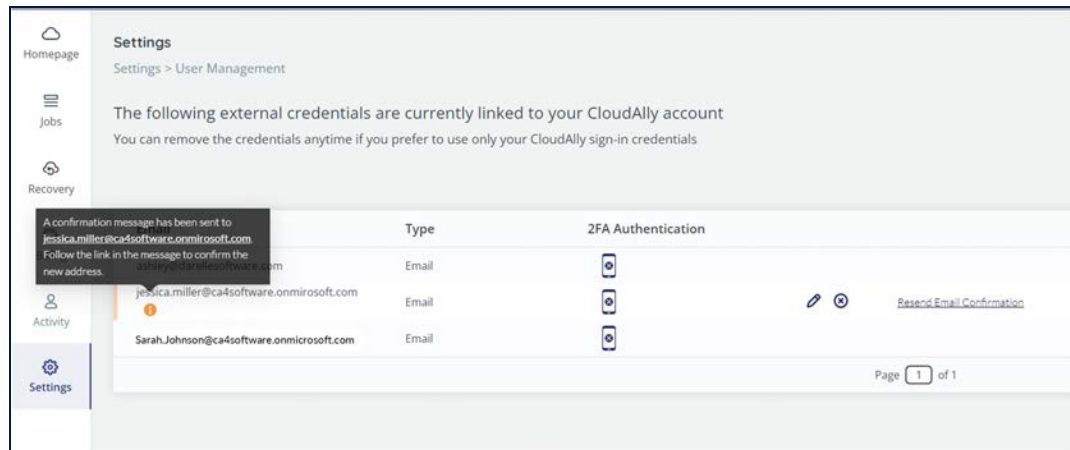 Homepage
Jobs
Recovery
Activity
Settings
Settings
Settings > User Management
The following external credentials are currently linked to your CloudAlly account
You can remove the credentials anytime if you prefer to use only your CloudAlly sign-in credentials
A confirmation message has been sent to
jessica.miller@ca4software.onmirosoft.com.
Follow the link in the message to confirm the
new address.
Email Type 2FA Authentication
Email
jessica.miller@ca4software.onmirosoft.com Email Resend Email Confirmation
Sarah.Johnson@ca4software.onmicrosoft.com Email
Page 1 of 1